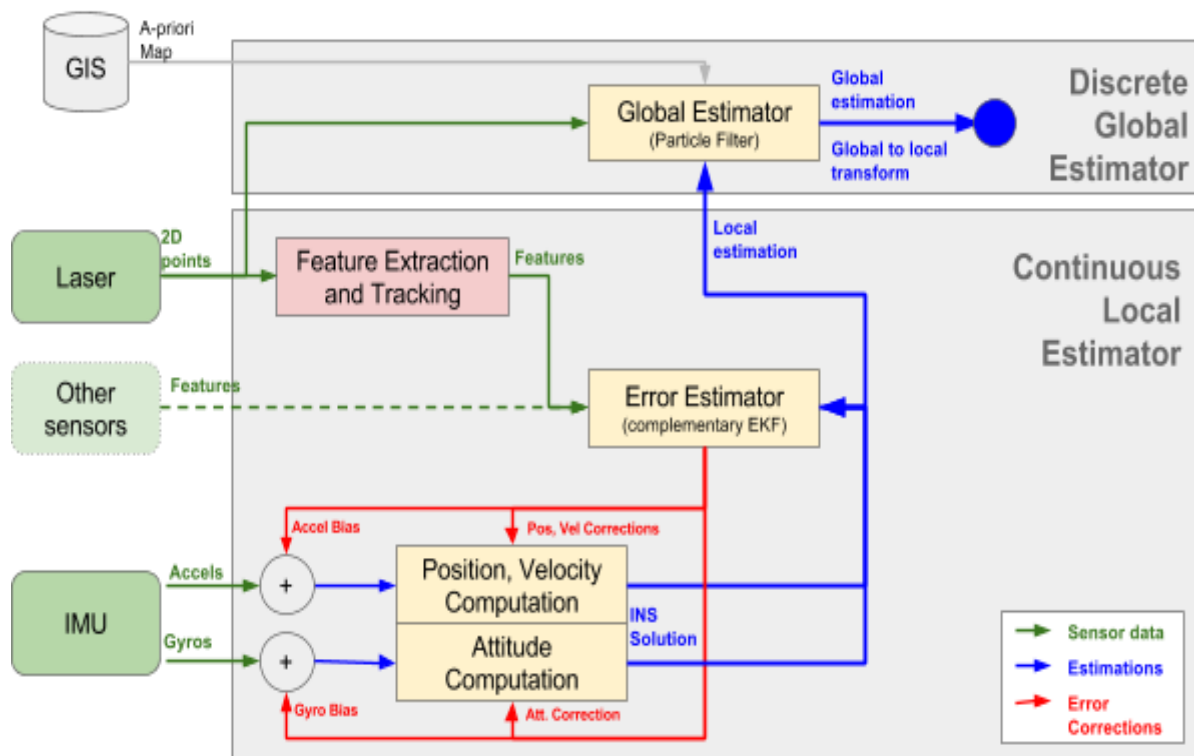 A-priori
Map
GIS
Global Estimator
(Particle Filter)
Global
estimation
Global to local
transform
Discrete
Global
Estimator
Laser
2D
points
Feature Extraction
and Tracking
Features
Local
estimation
Continuous
Local
Estimator
Other
sensors
Features
Error Estimator
(complementary EKF)
Accel Bias
Pos, Vel Corrections
IMU
Accels
Gyros
+
+
Position, Velocity
Computation
Attitude
Computation
INS
Solution
Gyro Bias
Att. Correction
Sensor data
Estimations
Error
Corrections